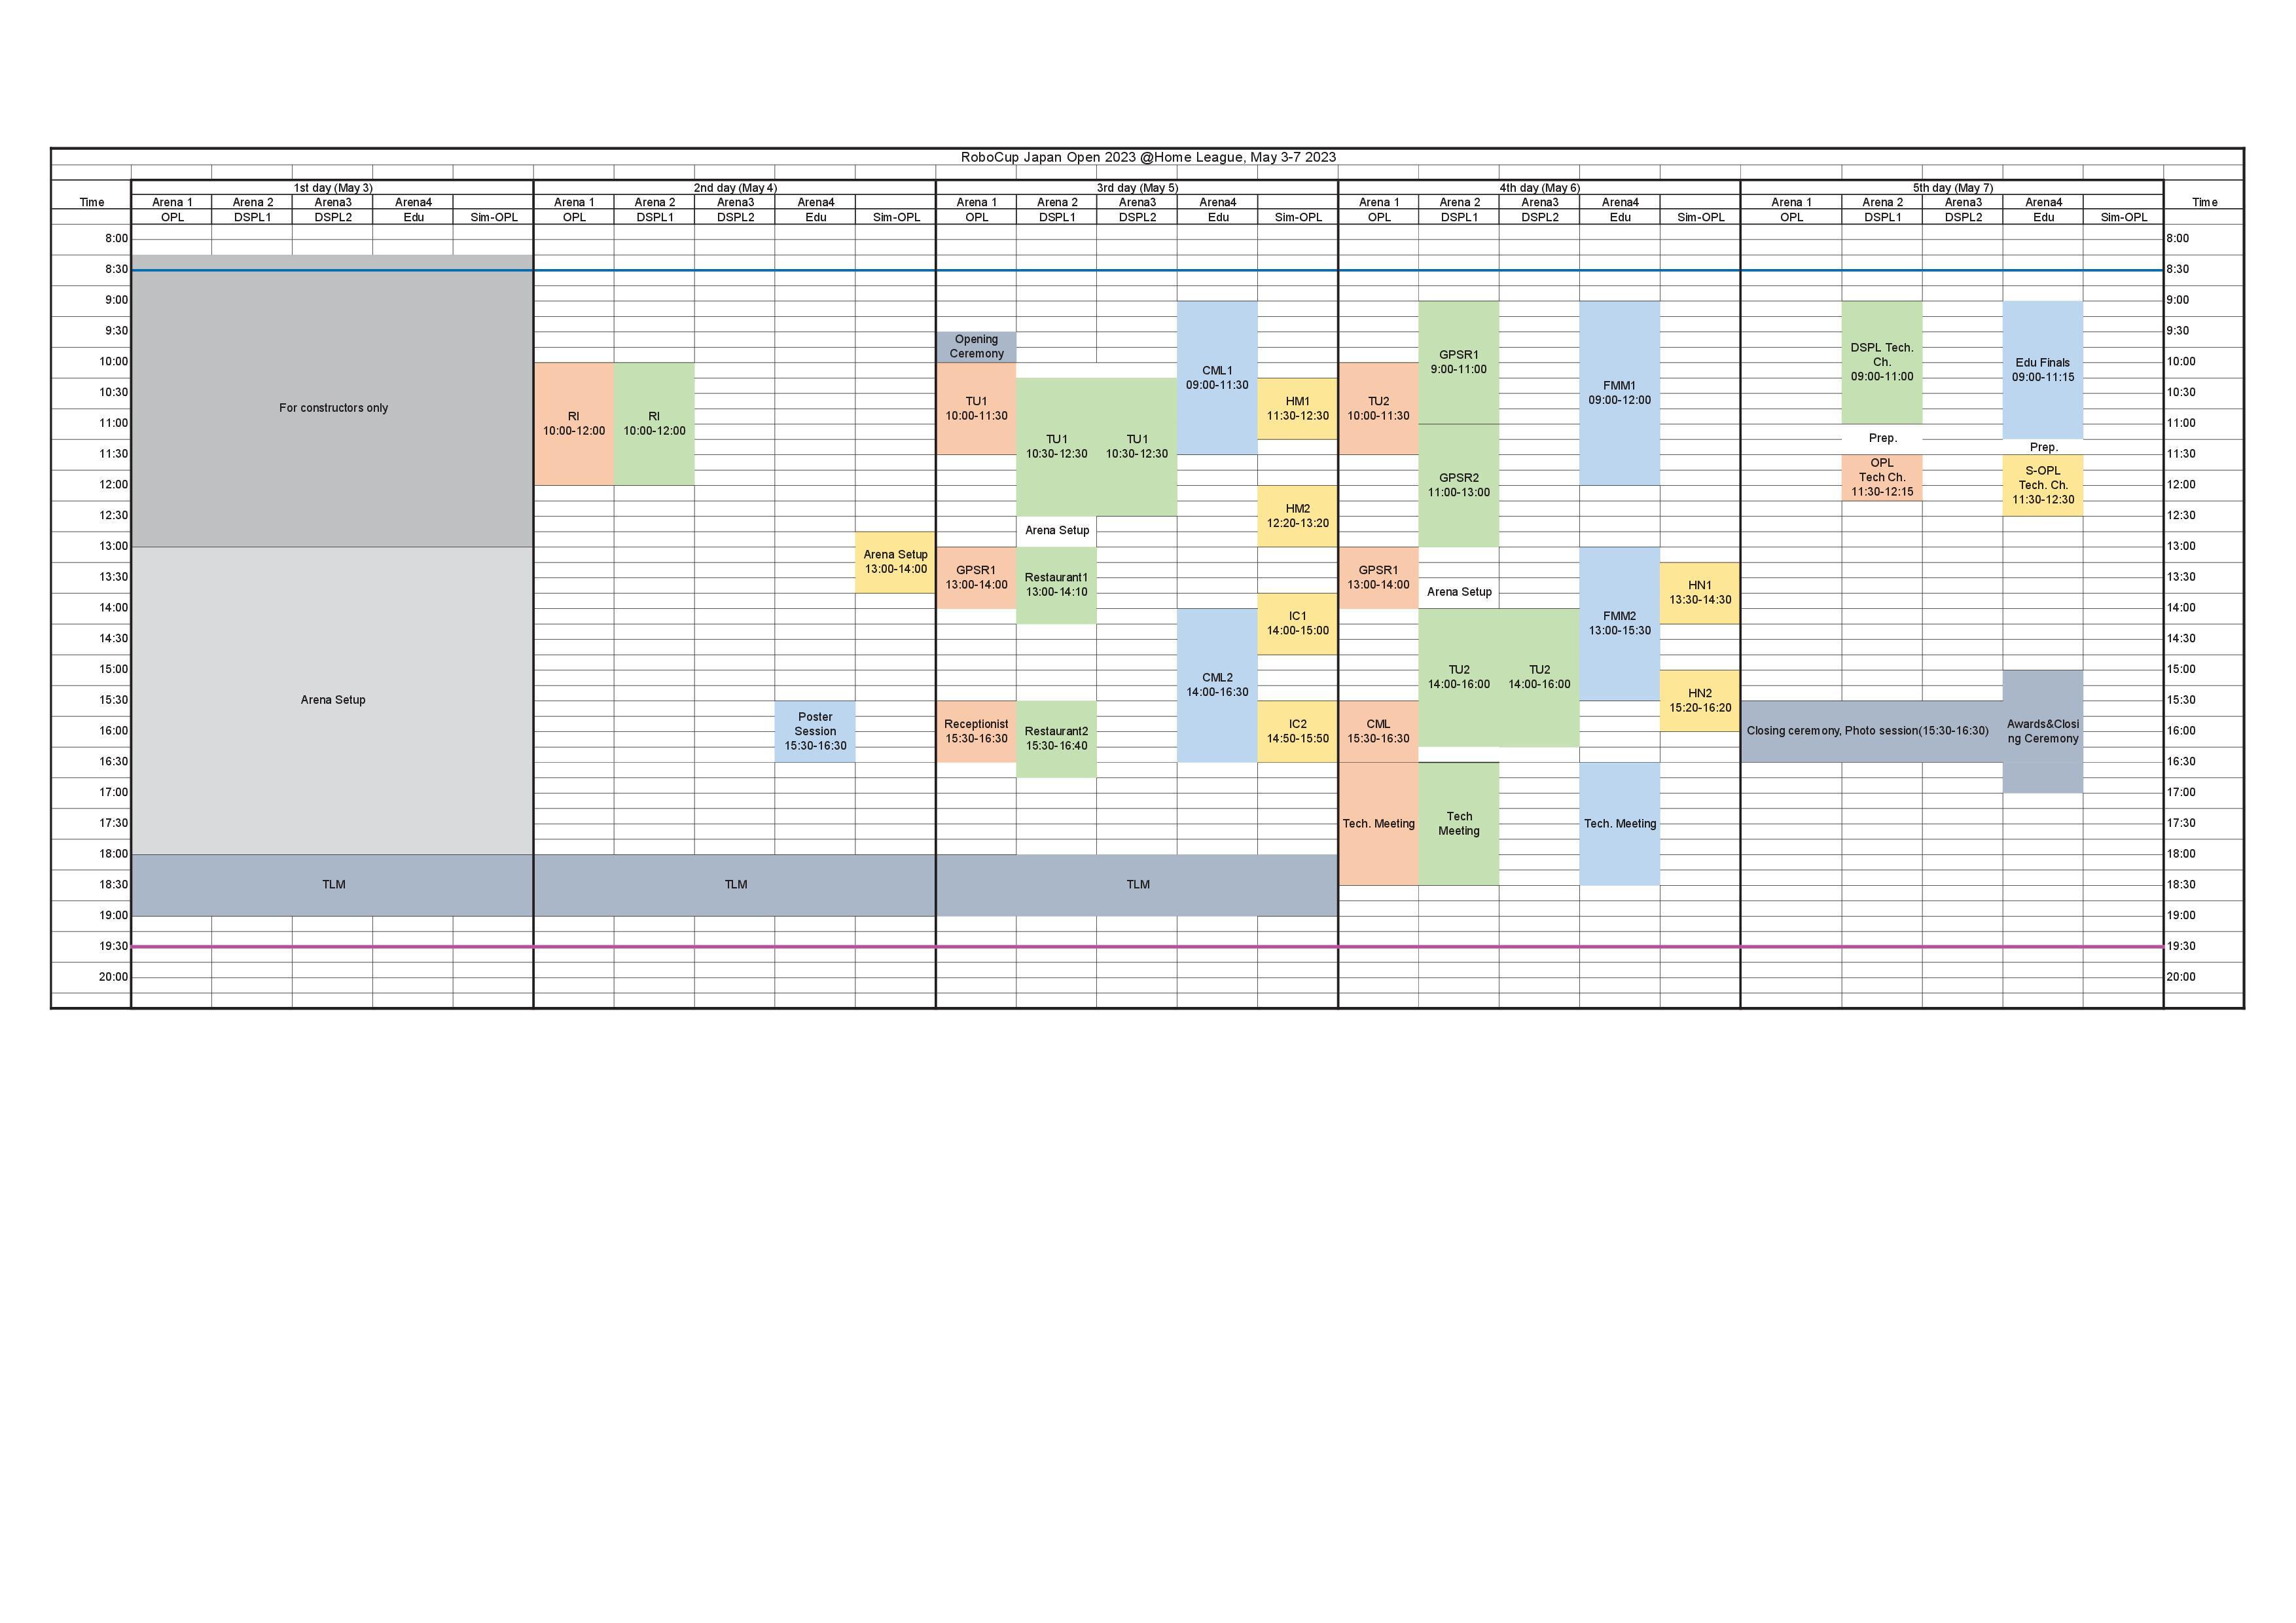 RoboCup Japan Open 2023 @Home League, May 3-7 2023
Time 1st day (May 3) 2nd day (May 4) 3rd day (May 5) 4th day (May 6) 5th day (May 7) Time
Arena 1 Arena 2 Arena3 Arena4 Arena 1 Arena 2 Arena3 Arena4 Arena 1 Arena 2 Arena3 Arena4 Arena 1 Arena 2 Arena3 Arena4 Arena 1 Arena 2 Arena3 Arena4
OPL DSPL1 DSPL2 Edu Sim-OPL OPL DSPL1 DSPL2 Edu Sim-OPL OPL DSPL1 DSPL2 Edu Sim-OPL OPL DSPL1 DSPL2 Edu Sim-OPL OPL DSPL1 DSPL2 Edu Sim-OPL
8:00
8:30
9:00
9:30
10:00
10:30
11:00
11:30
12:00
12:30
13:00
13:30
14:00
14:30
15:00
15:30
16:00
16:30
17:00
17:30
18:00
18:30
19:00
19:30
20:00
For constructors only
Arena Setup
TLM
RI
10:00-12:00
RI
10:00-12:00
Poster
Session
15:30-16:30
Arena Setup
13:00-14:00
TLM
Opening
Ceremony
TU1
10:00-11:30
GPSR1
13:00-14:00
Receptionist
15:30-16:30
TU1
10:30-12:30
Arena Setup
Restaurant1
13:00-14:10
Restaurant2
15:30-16:40
TU1
10:30-12:30
CML1
09:00-11:30
CML2
14:00-16:30
HM1
11:30-12:30
HM2
12:20-13:20
IC1
14:00-15:00
IC2
14:50-15:50
TLM
TU2
10:00-11:30
GPSR1
13:00-14:00
CML
15:30-16:30
Tech. Meeting
GPSR1
9:00-11:00
GPSR2
11:00-13:00
Arena Setup
TU2
14:00-16:00
Tech
Meeting
TU2
14:00-16:00
FMM1
09:00-12:00
FMM2
13:00-15:30
Tech. Meeting
HN1
13:30-14:30
HN2
15:20-16:20
DSPL Tech.
Ch.
09:00-11:00
Prep.
OPL
Tech Ch.
11:30-12:15
Edu Finals
09:00-11:15
Prep.
S-OPL
Tech. Ch.
11:30-12:30
Closing ceremony, Photo session(15:30-16:30)
Awards&Closi
ng Ceremony
8:00
8:30
9:00
9:30
10:00
10:30
11:00
11:30
12:00
12:30
13:00
13:30
14:00
14:30
15:00
15:30
16:00
16:30
17:00
17:30
18:00
18:30
19:00
19:30
20:00